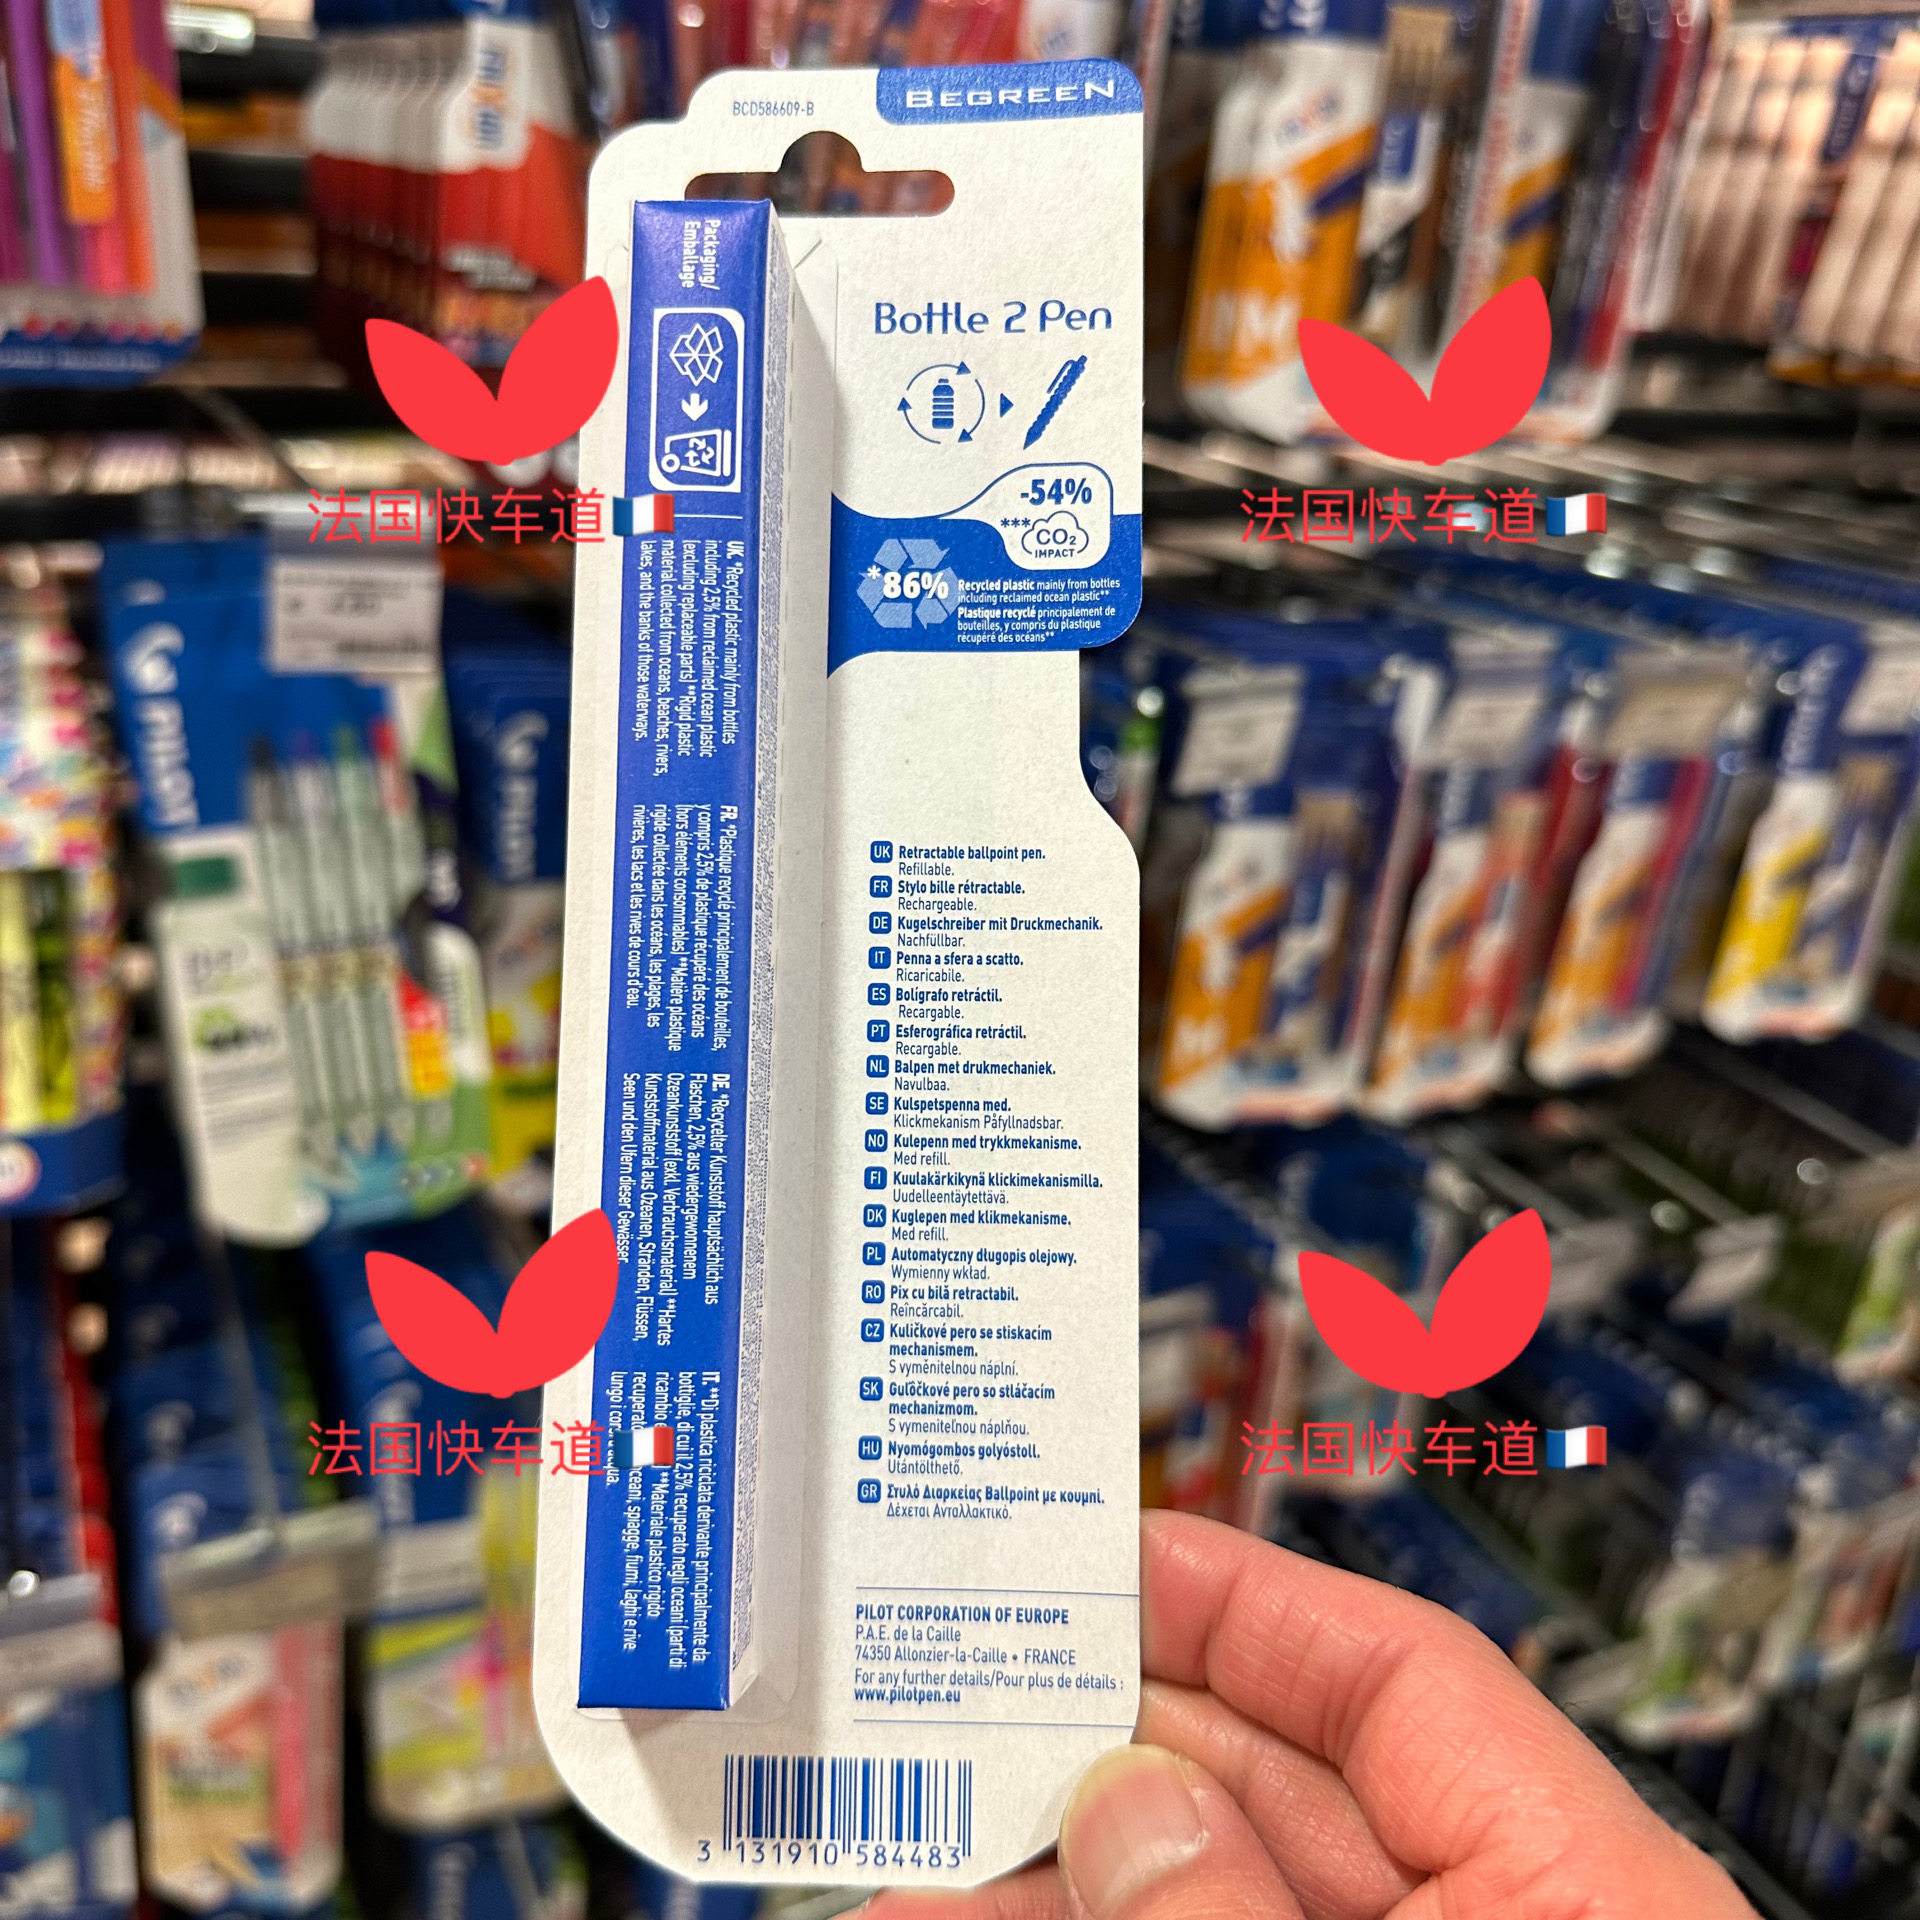 BCD586609-B
BEGREEN
Bottle 2 Pen
-54%
***
CO2
IMPACT
*86%
Recycled plastic mainly from bottles
including reclaimed ocean plastic**
Plastique recyclé principalement de
bouteilles, y compris du plastique
récupéré des océans**
Packaging/
Emballage
UK. *Recycled plastic mainly from bottles
including 2,5% from reclaimed ocean plastic
(excluding replaceable parts) **Rigid plastic
material collected from oceans, beaches, rivers,
lakes, and the banks of those waterways.
FR. *Plastique recyclé principalement de bouteilles,
y compris 2,5% de plastique récupéré des océans
(hors éléments consommables) **Matière plastique
rigide collectée dans les océans, les plages, les
rivières, les lacs et les rives de cours d'eau.
DE. *Recycelter Kunststoff hauptsächlich aus
Flaschen, 2,5% aus wiedergewonnenem
Ozeankunststoff (exkl. Verbrauchsmaterial) **Hartes
Kunststoffmaterial aus Ozeanen, Stränden, Flüssen,
Seen und den Ufern dieser Gewässer.
IT. **Di plastica riciclata derivante principalmente da
bottiglie, di cui il 2,5% recuperato negli oceani (parti di
ricambio **Materiale plastico rigido
oceani, spiagge, fiumi, laghi e rive
lungo i
UK Retractable ballpoint pen.
Refillable.
FR Stylo bille rétractable.
Rechargeable.
DE Kugelschreiber mit Druckmechanik.
Nachfüllbar.
IT Penna a sfera a scatto.
Ricaricabile.
ES Bolígrafo retráctil.
Recargable.
PT Esferográfica retráctil.
Recargable.
NL Balpen met drukmechaniek.
Navulbaa.
SE Kulspetspenna med.
Klickmekanism Påfyllnadsbar.
NO Kulepenn med trykkmekanisme.
Med refill.
FI Kuulakärkikynä klickimekanismilla.
Uudelleentäytettävä.
DK Kuglepen med klikmekanisme.
Med refill.
PL Automatyczny długopis olejowy.
Wymienny wkład.
RO Pix cu bilă retractabil.
Reîncărcabil.
CZ Kuličkové pero se stiskacím
mechanismem.
S vyměnitelnou náplní.
SK Guľôčkové pero so stláčacím
mechanizmom.
S vymeniteľnou náplňou.
HU Nyomógombos golyóstoll.
Utántölthető.
GR Στυλό Διαρκείας Ballpoint με κουμπί.
Δέχεται Ανταλλακτικό.
PILOT CORPORATION OF EUROPE
P.A.E. de la Caille
74350 Allonzier-la-Caille • FRANCE
For any further details/Pour plus de détails :
www.pilotpen.eu
3 131910 584483
PILOT
法国快车道
法国快车道
法国快车道
法国快车道